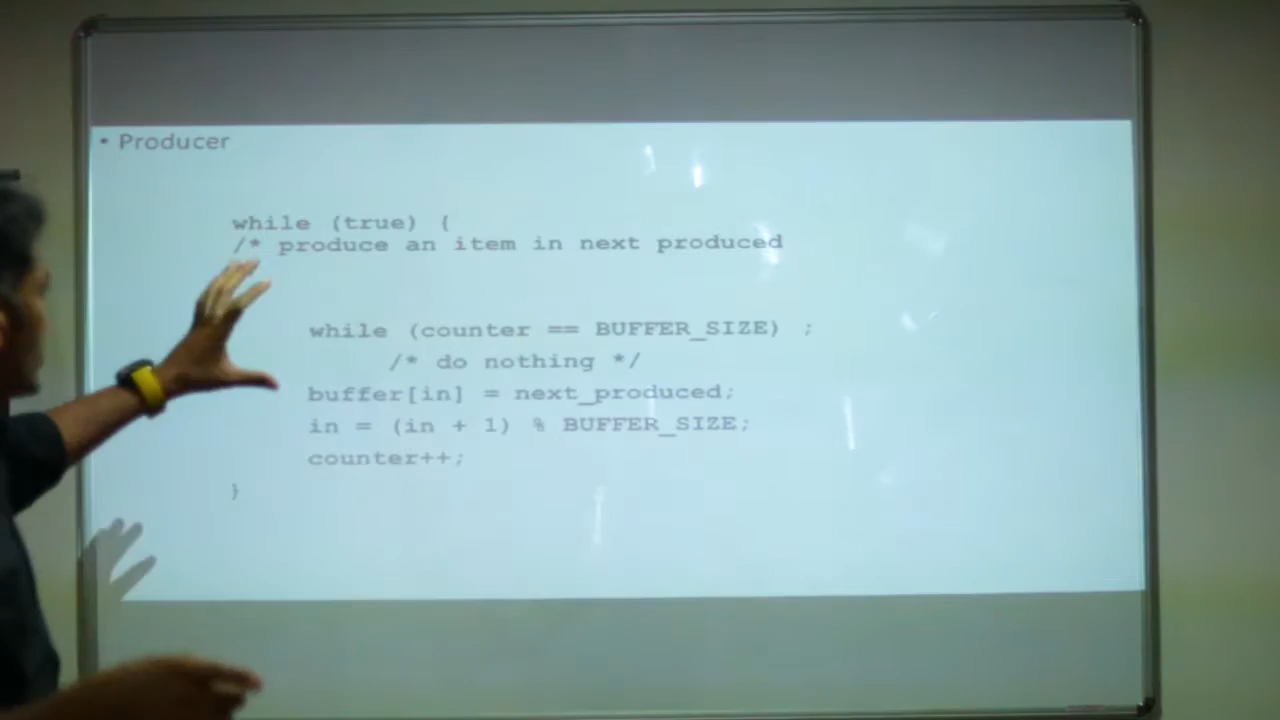 • Producer
while (true) {
/* produce an item in next produced
while (counter == BUFFER_SIZE) ;
/* do nothing */
buffer[in] = next_produced;
in = (in + 1) % BUFFER_SIZE;
counter++;
}